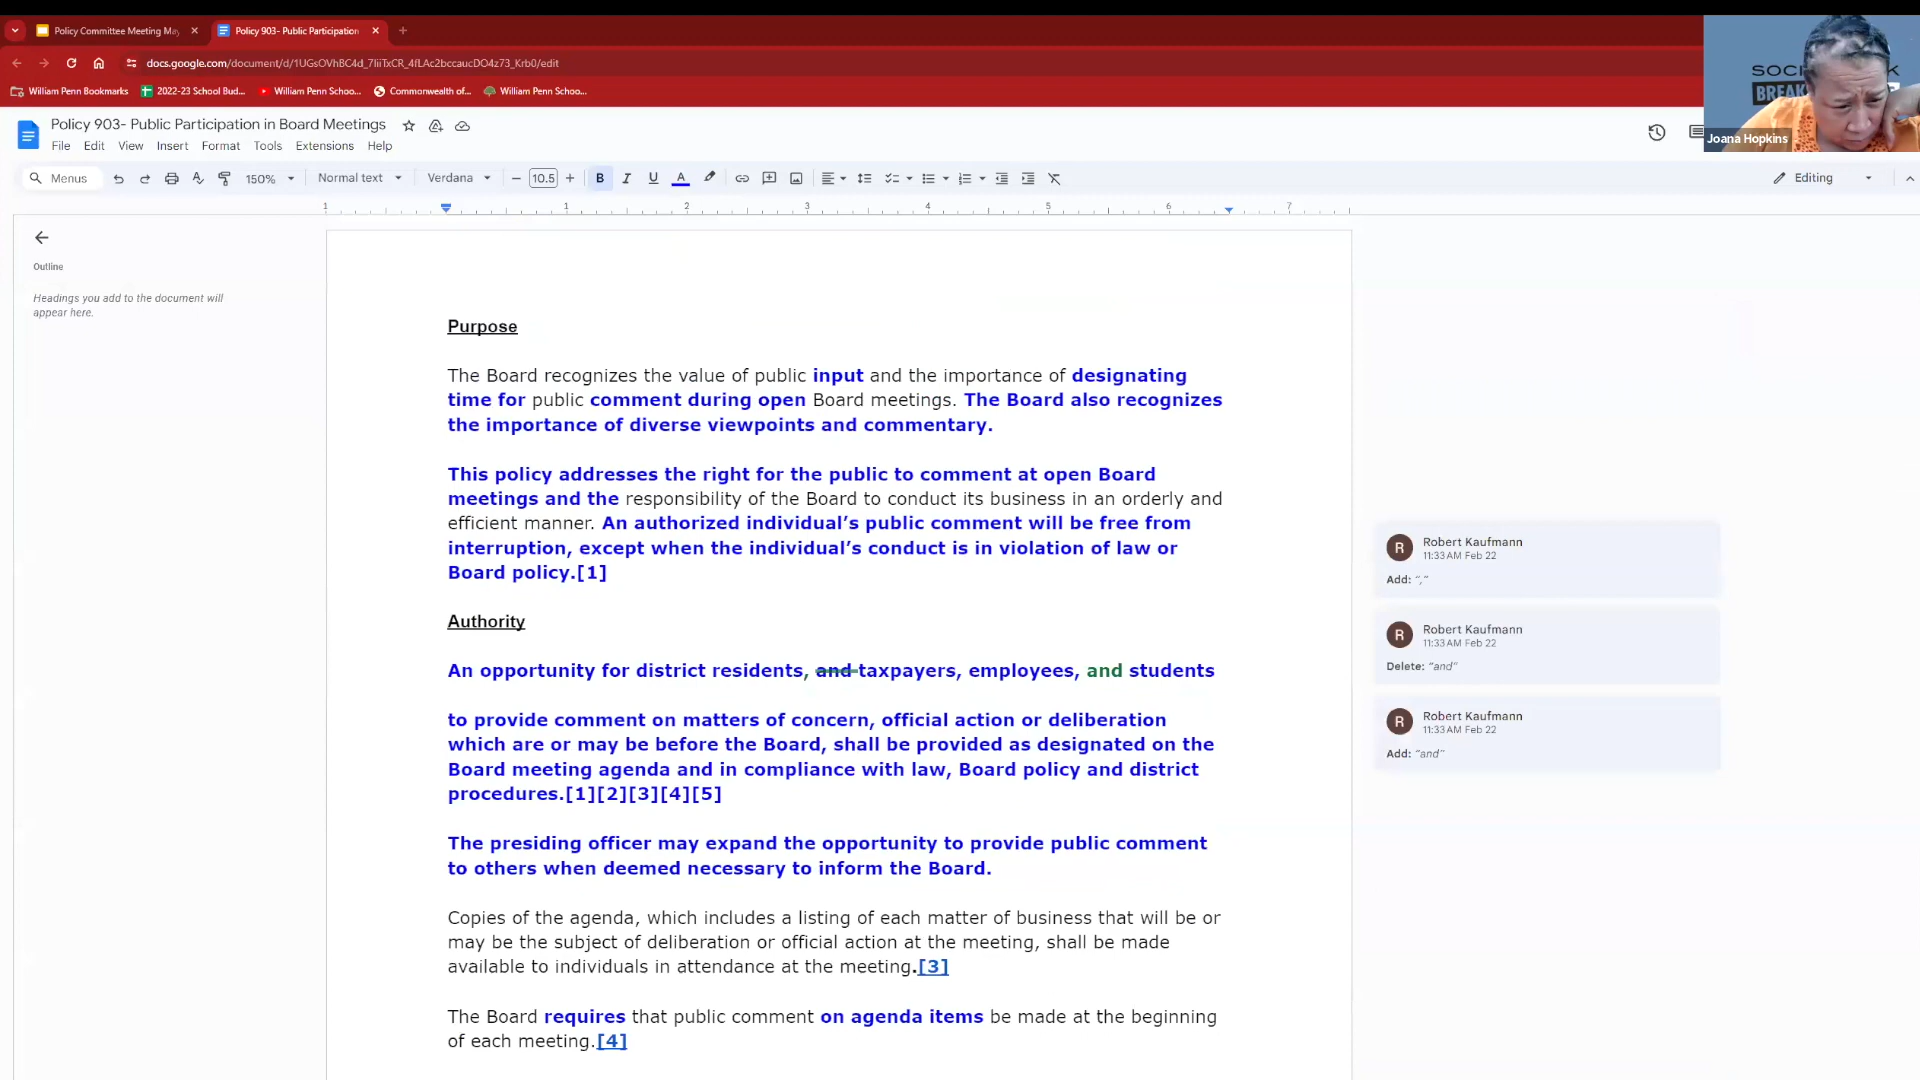 Policy Committee Meeting May
Policy 903- Public Participation
docs.google.com/document/d/1UGsOVhBC4d_7IiiTxCR_4fLAc2bccaucDO4z73_Krb0/edit
William Penn Bookmarks
2022-23 School Bud...
William Penn Schoo...
Commonwealth of...
William Penn Schoo...
Policy 903- Public Participation in Board Meetings
File Edit View Insert Format Tools Extensions Help
Menus 150% Normal text Verdana 10.5 Editing
1 1 2 3 4 5 6 7
BREAK
Joana Hopkins
Outline
Headings you add to the document will
appear here.
Purpose
The Board recognizes the value of public input and the importance of designating
time for public comment during open Board meetings. The Board also recognizes
the importance of diverse viewpoints and commentary.
This policy addresses the right for the public to comment at open Board
meetings and the responsibility of the Board to conduct its business in an orderly and
efficient manner. An authorized individual’s public comment will be free from
interruption, except when the individual’s conduct is in violation of law or
Board policy.[1]
Authority
An opportunity for district residents, and taxpayers, employees, and students
to provide comment on matters of concern, official action or deliberation
which are or may be before the Board, shall be provided as designated on the
Board meeting agenda and in compliance with law, Board policy and district
procedures.[1][2][3][4][5]
The presiding officer may expand the opportunity to provide public comment
to others when deemed necessary to inform the Board.
Copies of the agenda, which includes a listing of each matter of business that will be or
may be the subject of deliberation or official action at the meeting, shall be made
available to individuals in attendance at the meeting.[3]
The Board requires that public comment on agenda items be made at the beginning
of each meeting.[4]
R
Robert Kaufmann
11:33 AM Feb 22
Add: “,”
R
Robert Kaufmann
11:33 AM Feb 22
Delete: “and”
R
Robert Kaufmann
11:33 AM Feb 22
Add: “and”